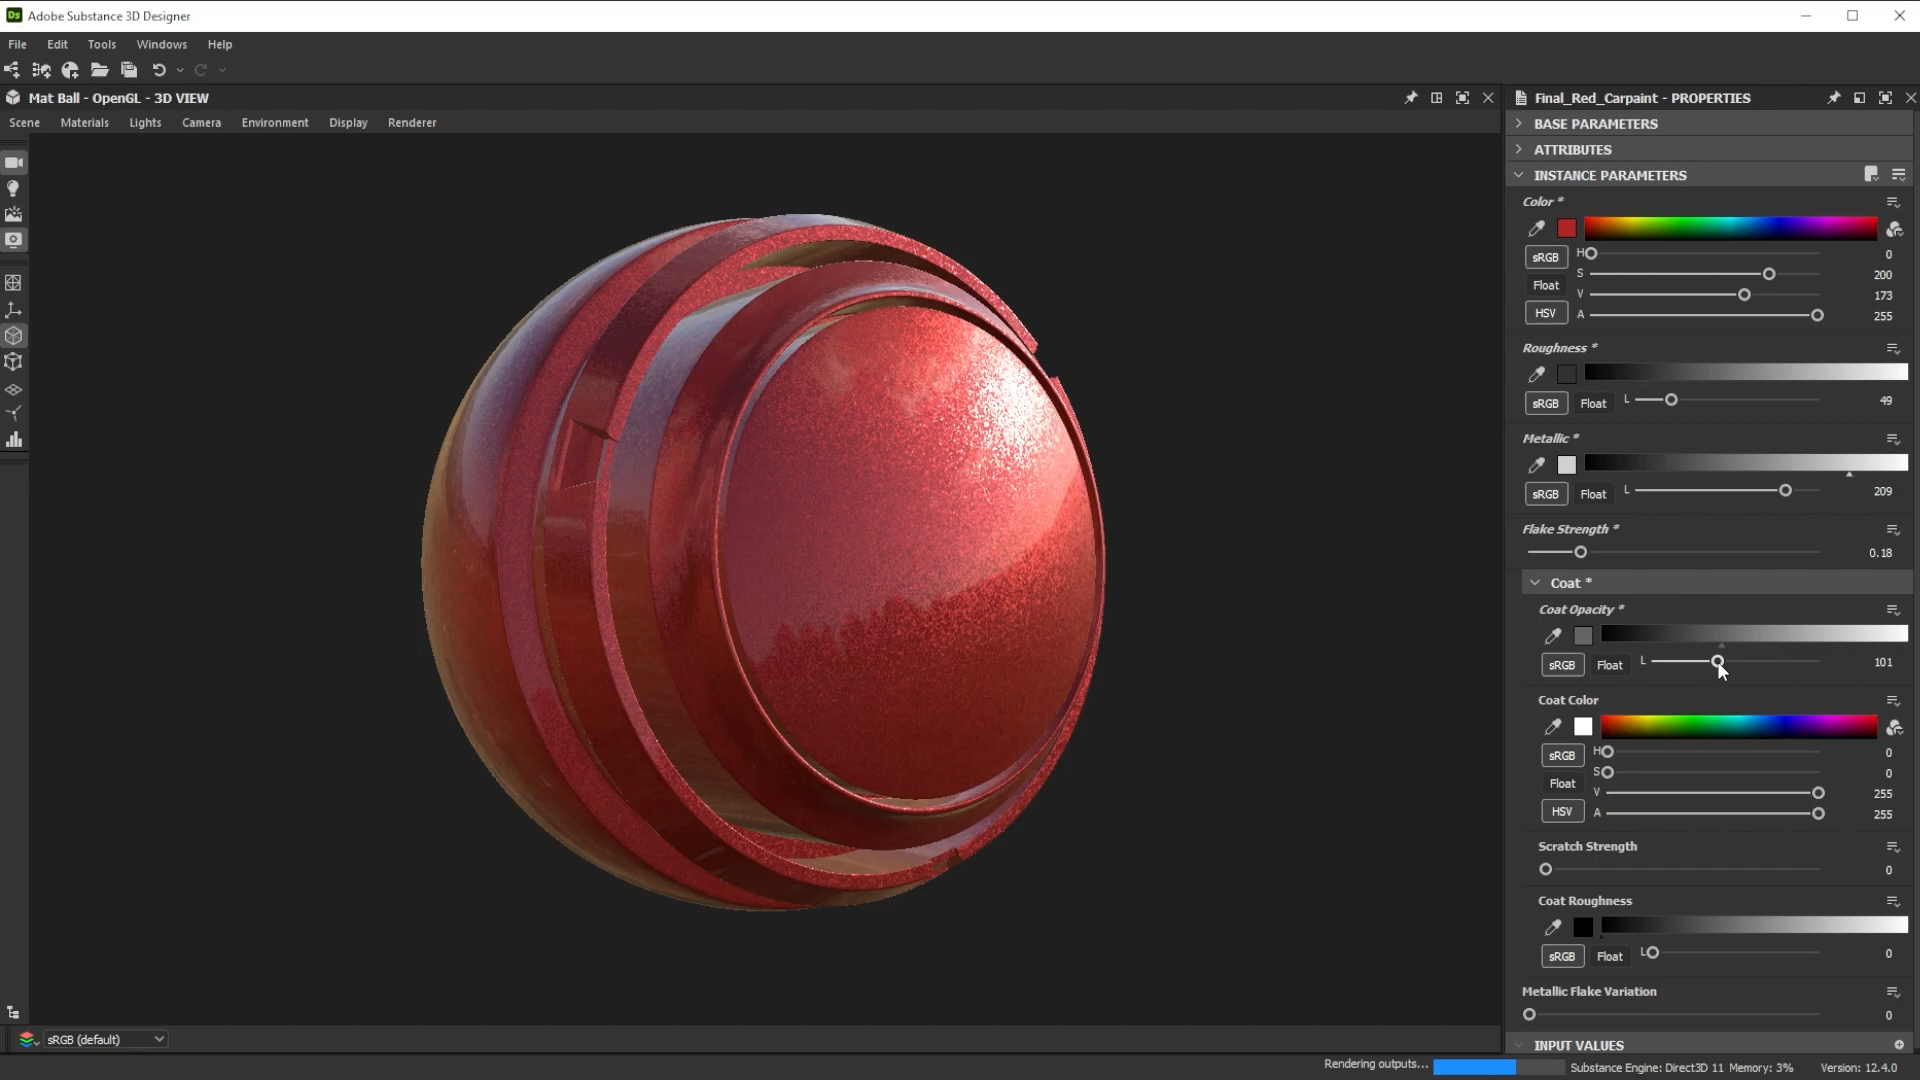 Ds Adobe Substance 3D Designer
File Edit Tools Windows Help
Mat Ball - OpenGL - 3D VIEW
Scene Materials Lights Camera Environment Display Renderer
sRGB (default)
Final_Red_Carpaint - PROPERTIES
BASE PARAMETERS
ATTRIBUTES
INSTANCE PARAMETERS
Color *
sRGB H 0
S 200
Float
V 173
HSV A 255
Roughness *
sRGB Float L 49
Metallic *
sRGB Float L 209
Flake Strength *
0.18
Coat *
Coat Opacity *
sRGB Float L 101
Coat Color
sRGB H 0
S 0
Float
V 255
HSV A 255
Scratch Strength
0
Coat Roughness
sRGB Float L 0
Metallic Flake Variation
0
INPUT VALUES
Rendering outputs... Substance Engine: Direct3D 11 Memory: 3% Version: 12.4.0